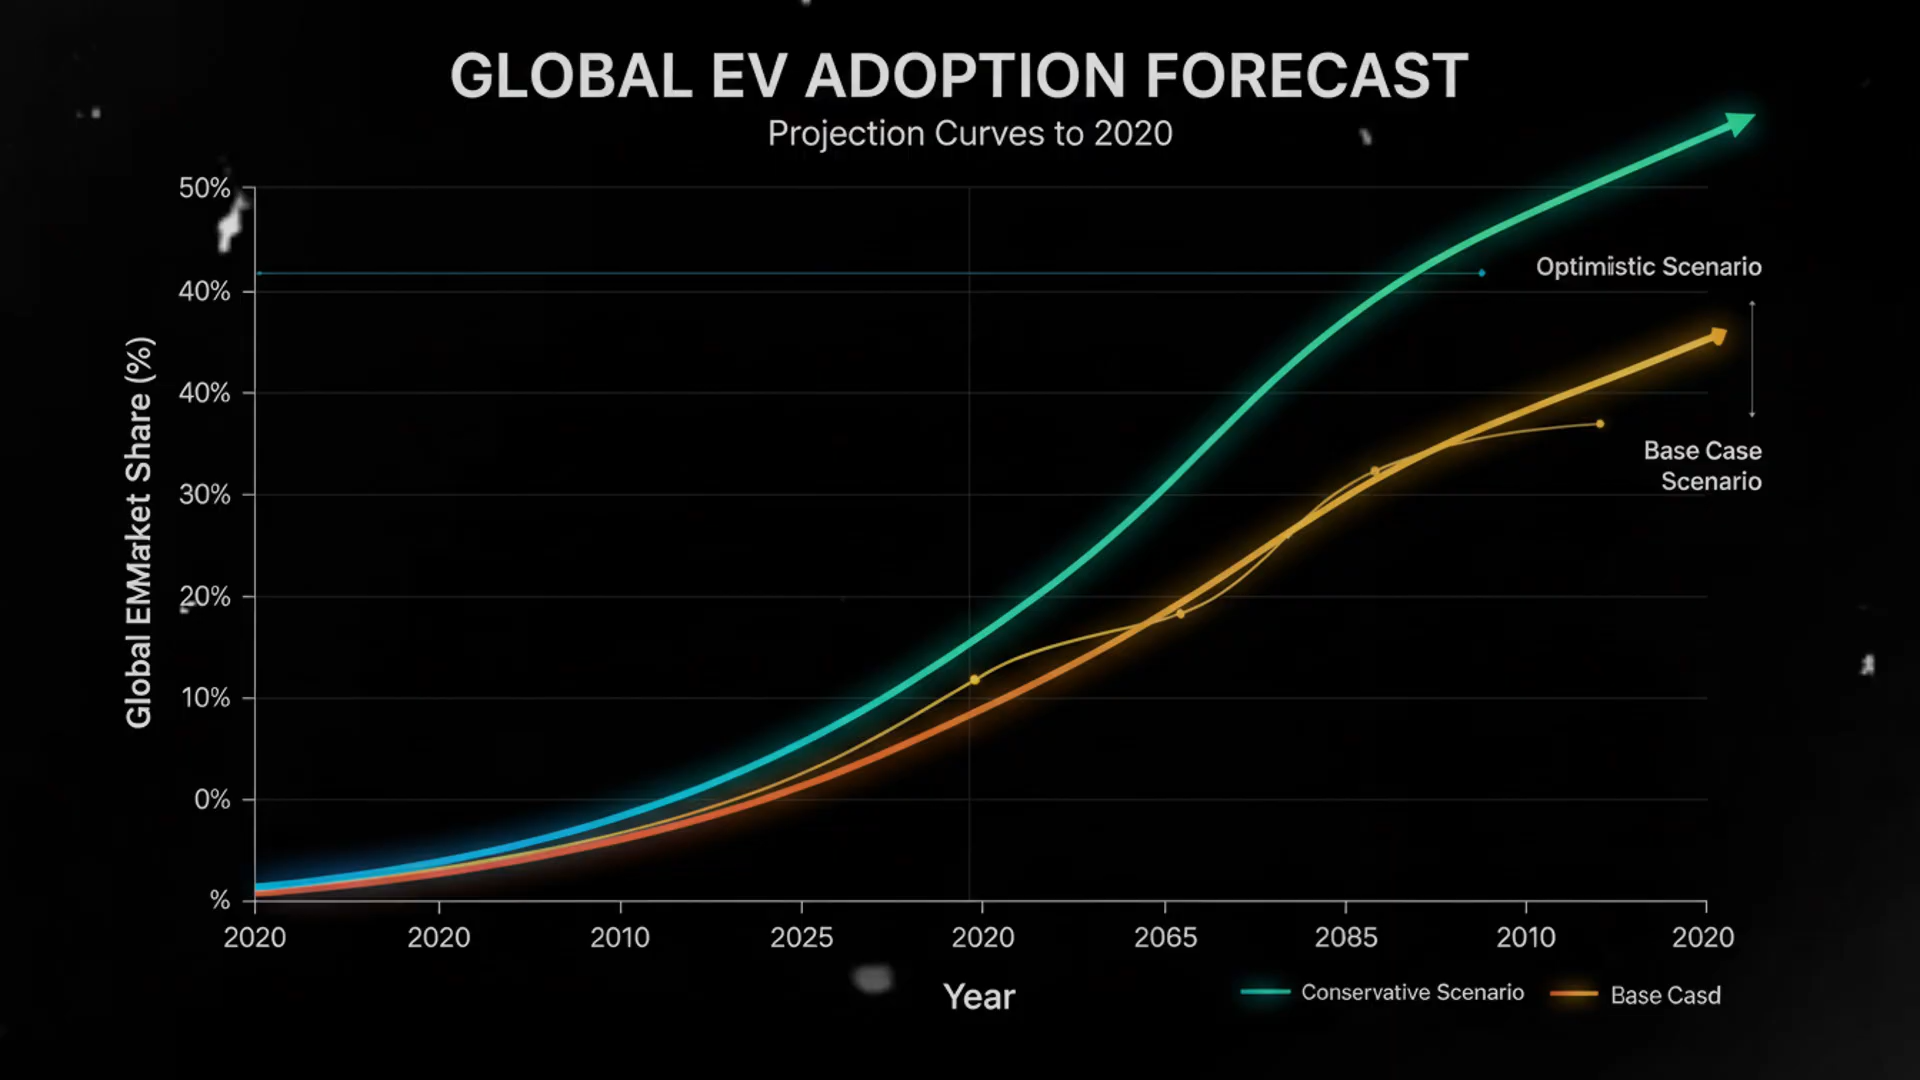 GLOBAL EV ADOPTION FORECAST
Projection Curves to 2020
50%
40%
40%
30%
20%
10%
0%
%
Global EMMarket Share (%)
Optimistic Scenario
Base Case
Scenario
2020 2020 2010 2025 2020 2065 2085 2010 2020
Year
Conservative Scenario
Base Casd